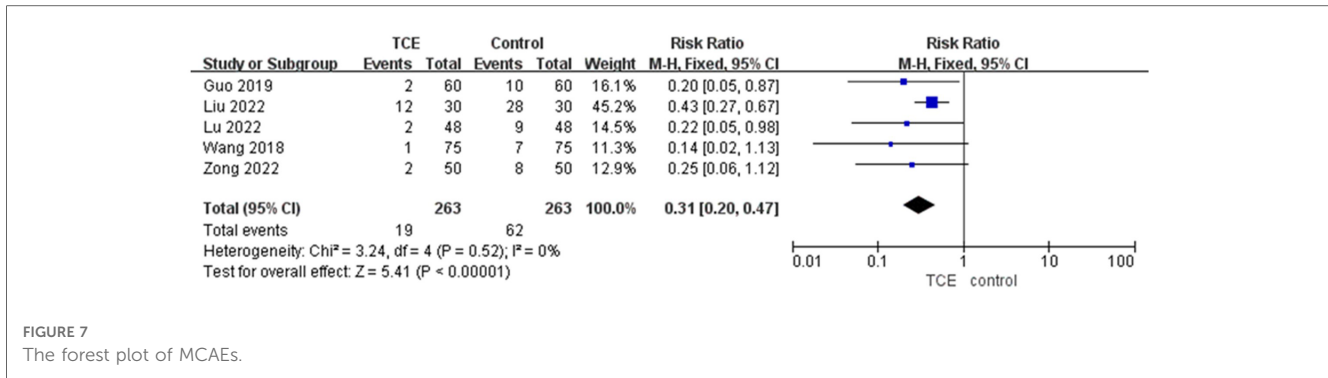 TCE Control Risk Ratio Risk Ratio
Study or Subgroup Events Total Events Total Weight M-H, Fixed, 95% CI M-H, Fixed, 95% CI
Guo 2019 2 60 10 60 16.1% 0.20 [0.05, 0.87]
Liu 2022 12 30 28 30 45.2% 0.43 [0.27, 0.67]
Lu 2022 2 48 9 48 14.5% 0.22 [0.05, 0.98]
Wang 2018 1 75 7 75 11.3% 0.14 [0.02, 1.13]
Zong 2022 2 50 8 50 12.9% 0.25 [0.06, 1.12]
Total (95% CI) 263 263 100.0% 0.31 [0.20, 0.47]
Total events 19 62
Heterogeneity: Chi² = 3.24, df = 4 (P = 0.52); I² = 0%
Test for overall effect: Z = 5.41 (P < 0.00001)
0.01 0.1 1 10 100
TCE control
FIGURE 7
The forest plot of MCAEs.